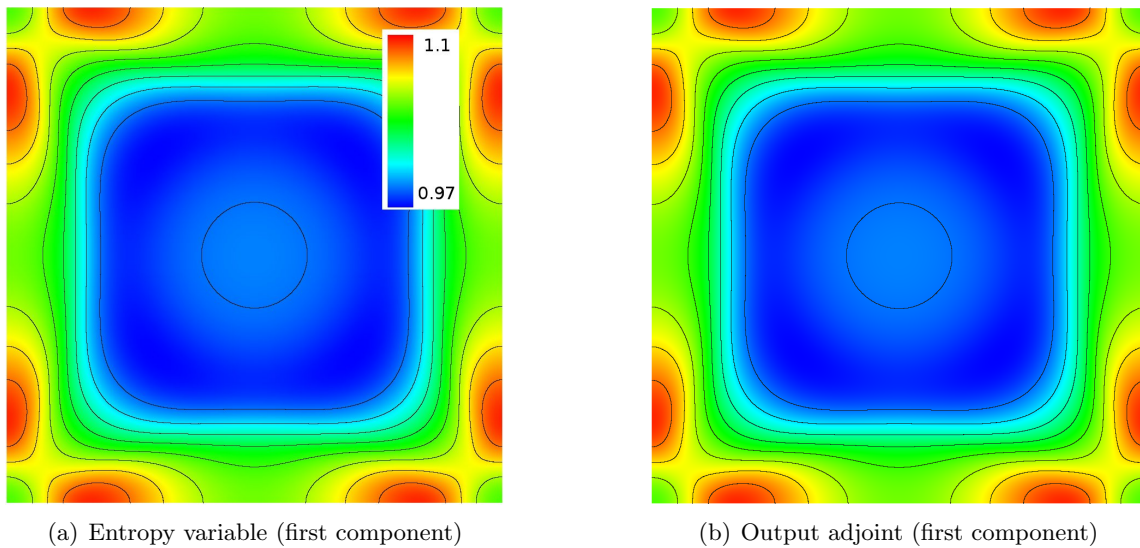 1.1
0.97
(a) Entropy variable (first component)
(b) Output adjoint (first component)